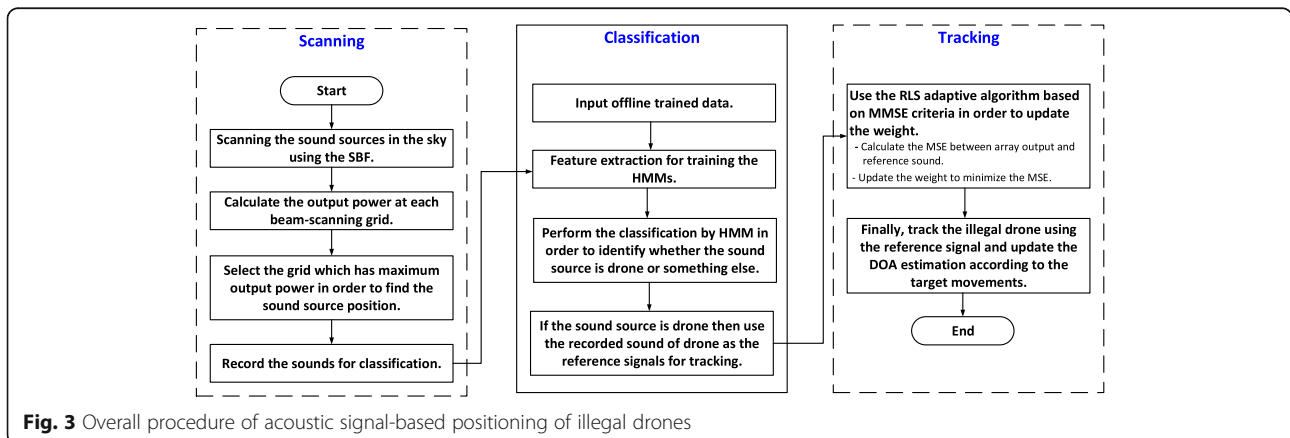 Scanning
Start
Scanning the sound sources in the sky
using the SBF.
Calculate the output power at each
beam-scanning grid.
Select the grid which has maximum
output power in order to find the
sound source position.
Record the sounds for classification.
Classification
Input offline trained data.
Feature extraction for training the
HMMs.
Perform the classification by HMM in
order to identify whether the sound
source is drone or something else.
If the sound source is drone then use
the recorded sound of drone as the
reference signals for tracking.
Tracking
Use the RLS adaptive algorithm based
on MMSE criteria in order to update
the weight.
- Calculate the MSE between array output and
reference sound.
- Update the weight to minimize the MSE.
Finally, track the illegal drone using
the reference signal and update the
DOA estimation according to the
target movements.
End
Fig. 3 Overall procedure of acoustic signal-based positioning of illegal drones